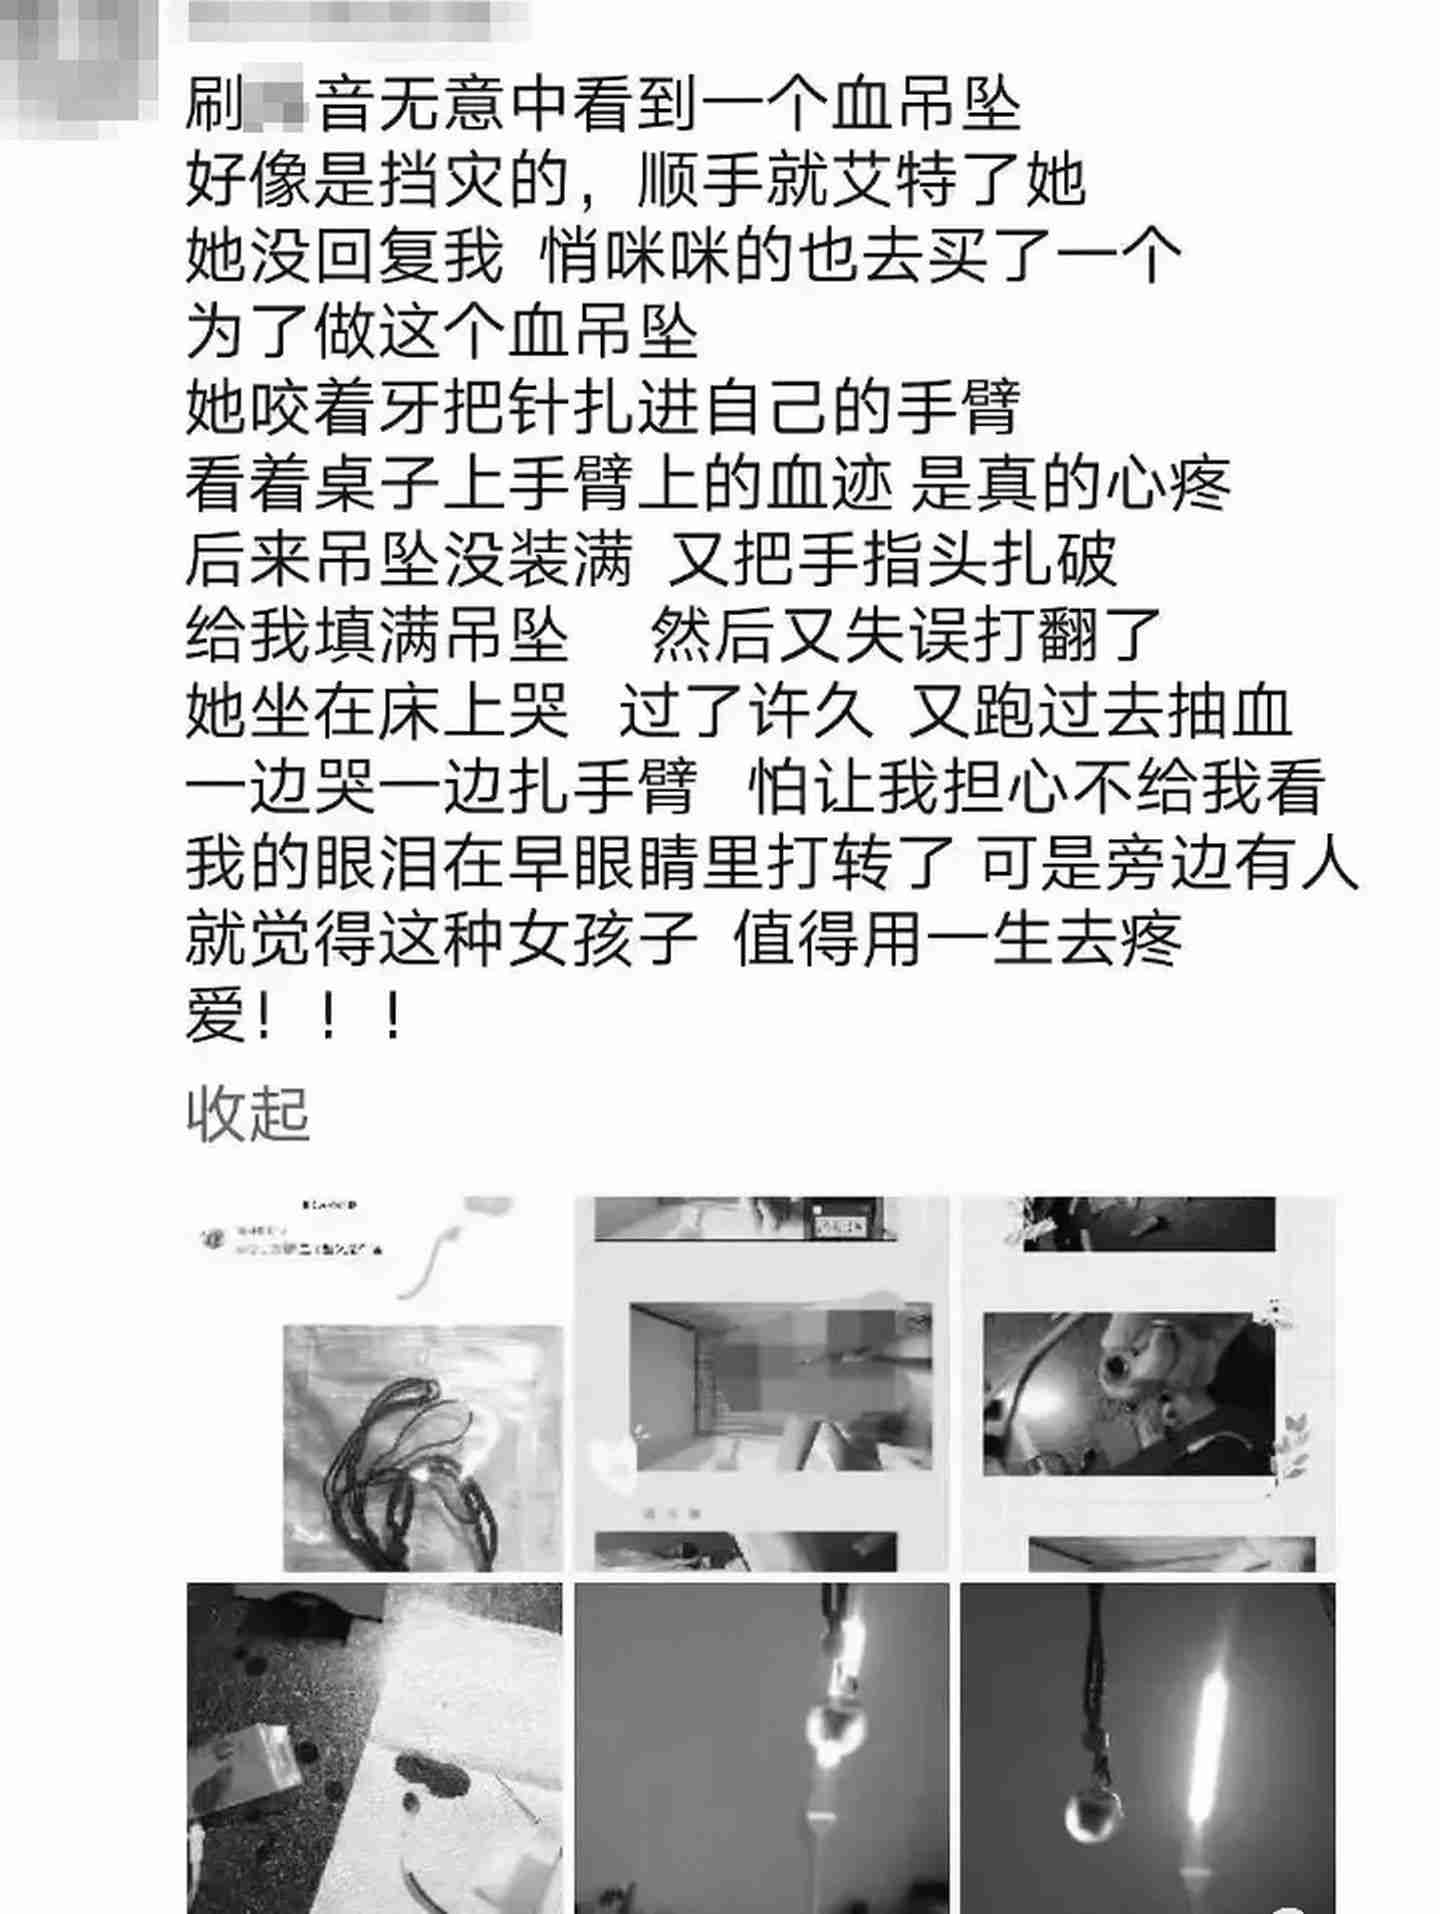 刷 音无意中看到一个血吊坠
好像是挡灾的，顺手就艾特了她
她没回复我 悄咪咪的也去买了一个
为了做这个血吊坠
她咬着牙把针扎进自己的手臂
看着桌子上手臂上的血迹 是真的心疼
后来吊坠没装满 又把手指头扎破
给我填满吊坠 然后又失误打翻了
她坐在床上哭 过了许久 又跑过去抽血
一边哭一边扎手臂 怕让我担心不给我看
我的眼泪在早眼睛里打转了 可是旁边有人
就觉得这种女孩子 值得用一生去疼
爱！！！
收起